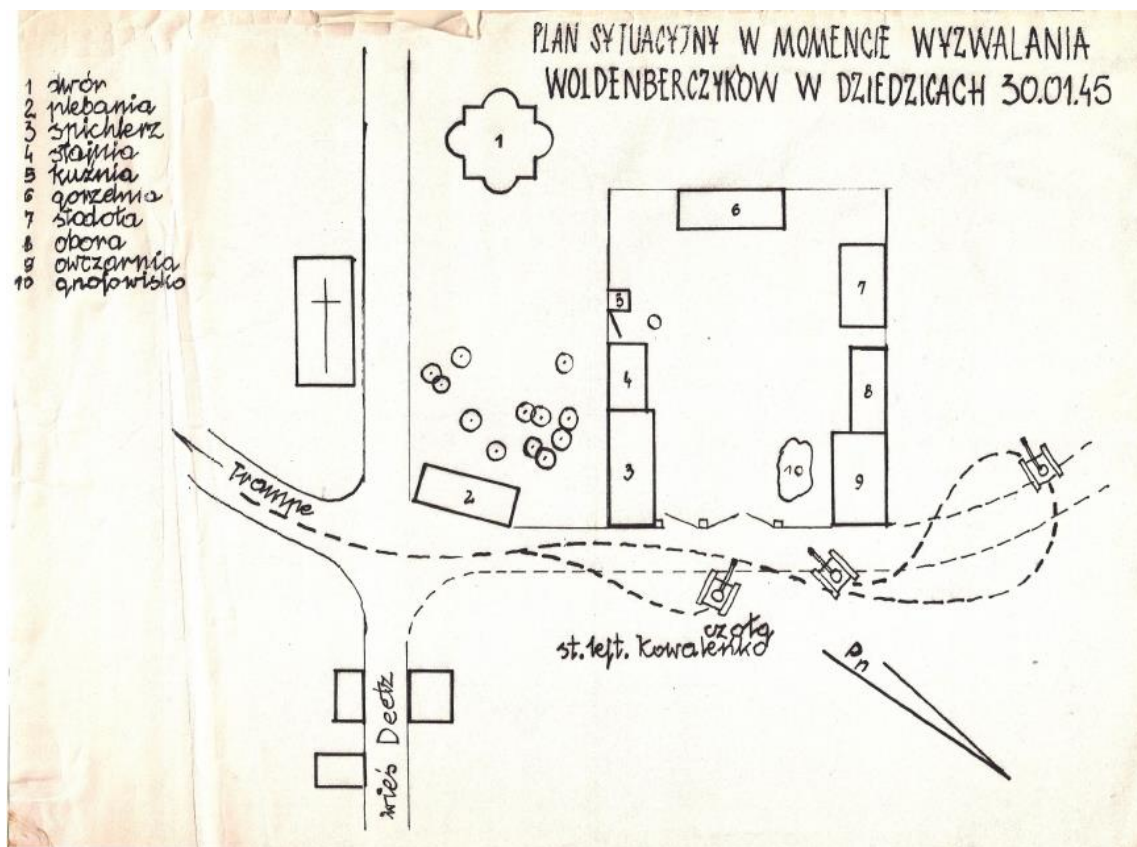 PLAN SYTUACYJNY W MOMENCIE WYZWALANIA
WOLDENBERCZYKÓW W DZIEDZICACH 30.01.45
1 dwór
2 plebania
3 spichlerz
4 stajnia
5 kuźnia
6 gorzelnia
7 stodoła
8 obora
9 owczarnia
10 gnojowisko
1
6
7
5
4
8
3
10
9
2
Trampe
czołg
st. lejt. Kowalenko
Pn
wieś Deetz